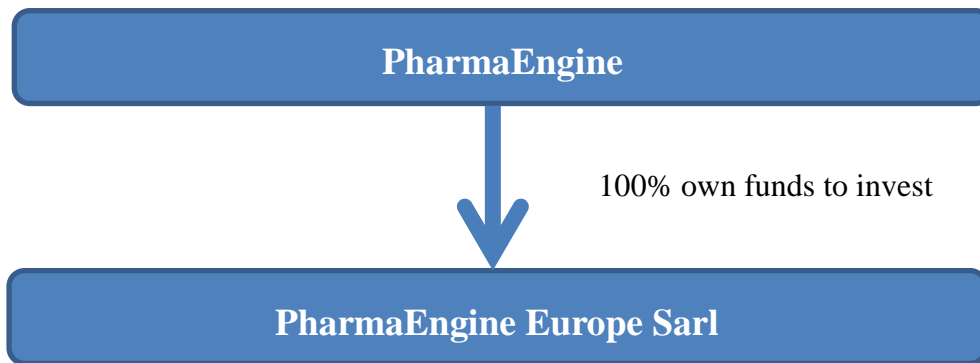 PharmaEngine
100% own funds to invest
PharmaEngine Europe Sarl